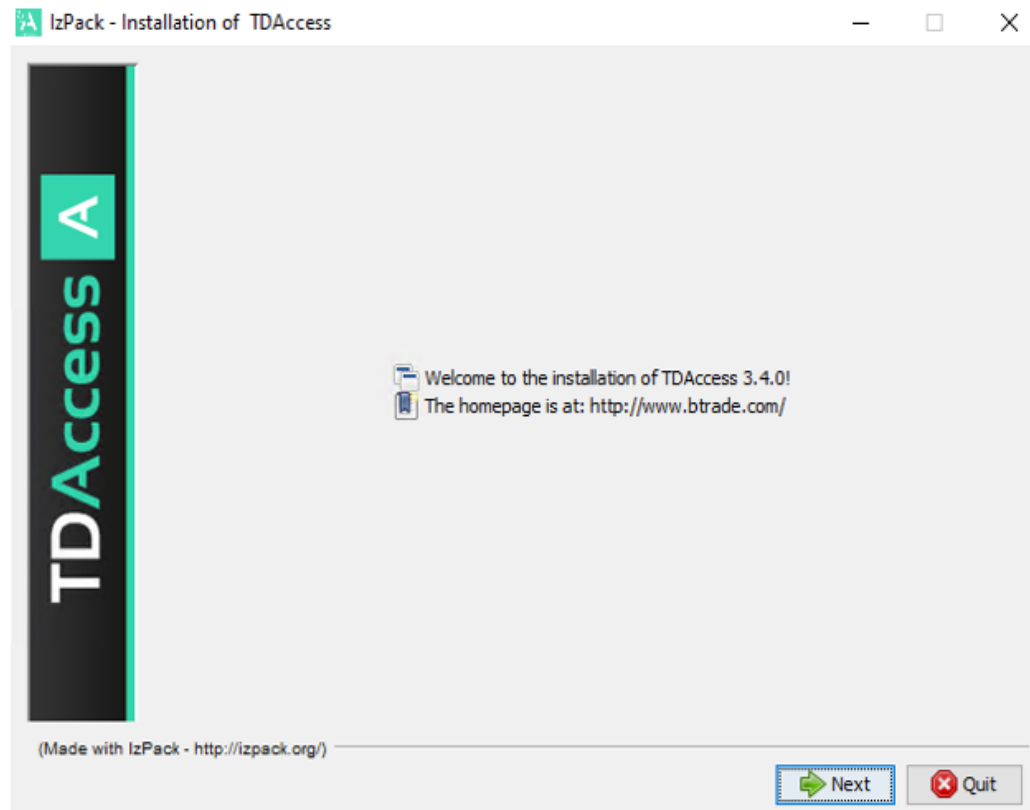 IzPack - Installation of  TDAccess
TDAccess A
Welcome to the installation of TDAccess 3.4.0!
The homepage is at: http://www.btrade.com/
(Made with IzPack - http://izpack.org/)
Next
Quit